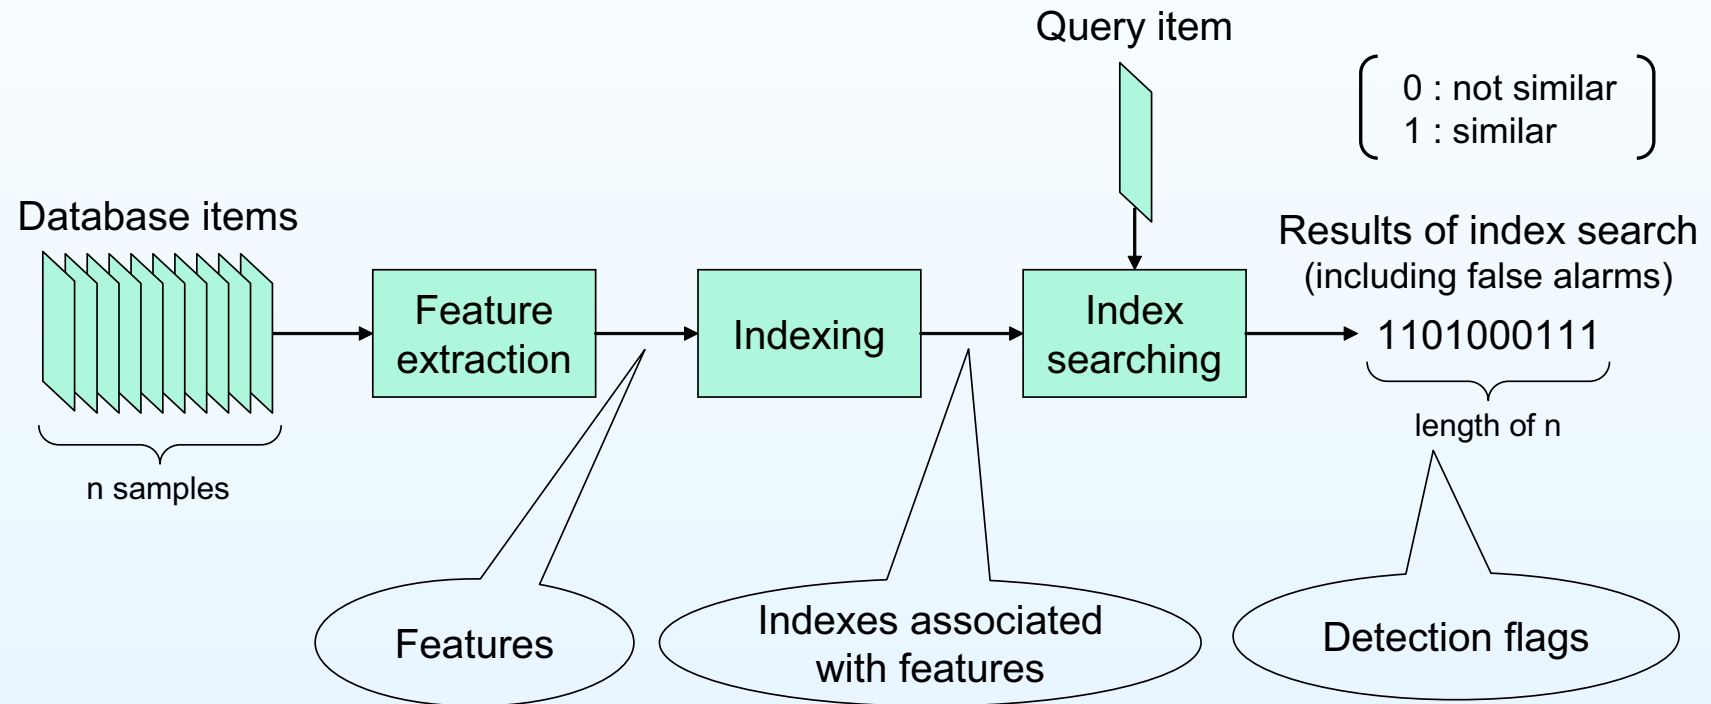 Query item
0 : not similar
1 : similar
Database items
Results of index search
(including false alarms)
Feature
extraction
Indexing
Index
searching
1101000111
length of n
n samples
Features
Indexes associated
with features
Detection flags